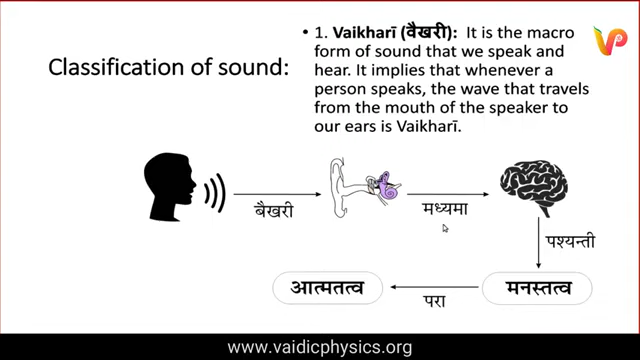 Classification of sound:
• 1. Vaikharī (वैखरी): It is the macro
form of sound that we speak and
hear. It implies that whenever a
person speaks, the wave that travels
from the mouth of the speaker to
our ears is Vaikharī.
VP
बैखरी
मध्यमा
पश्यन्ती
मनस्तत्व
परा
आत्मतत्व
www.vaidicphysics.org